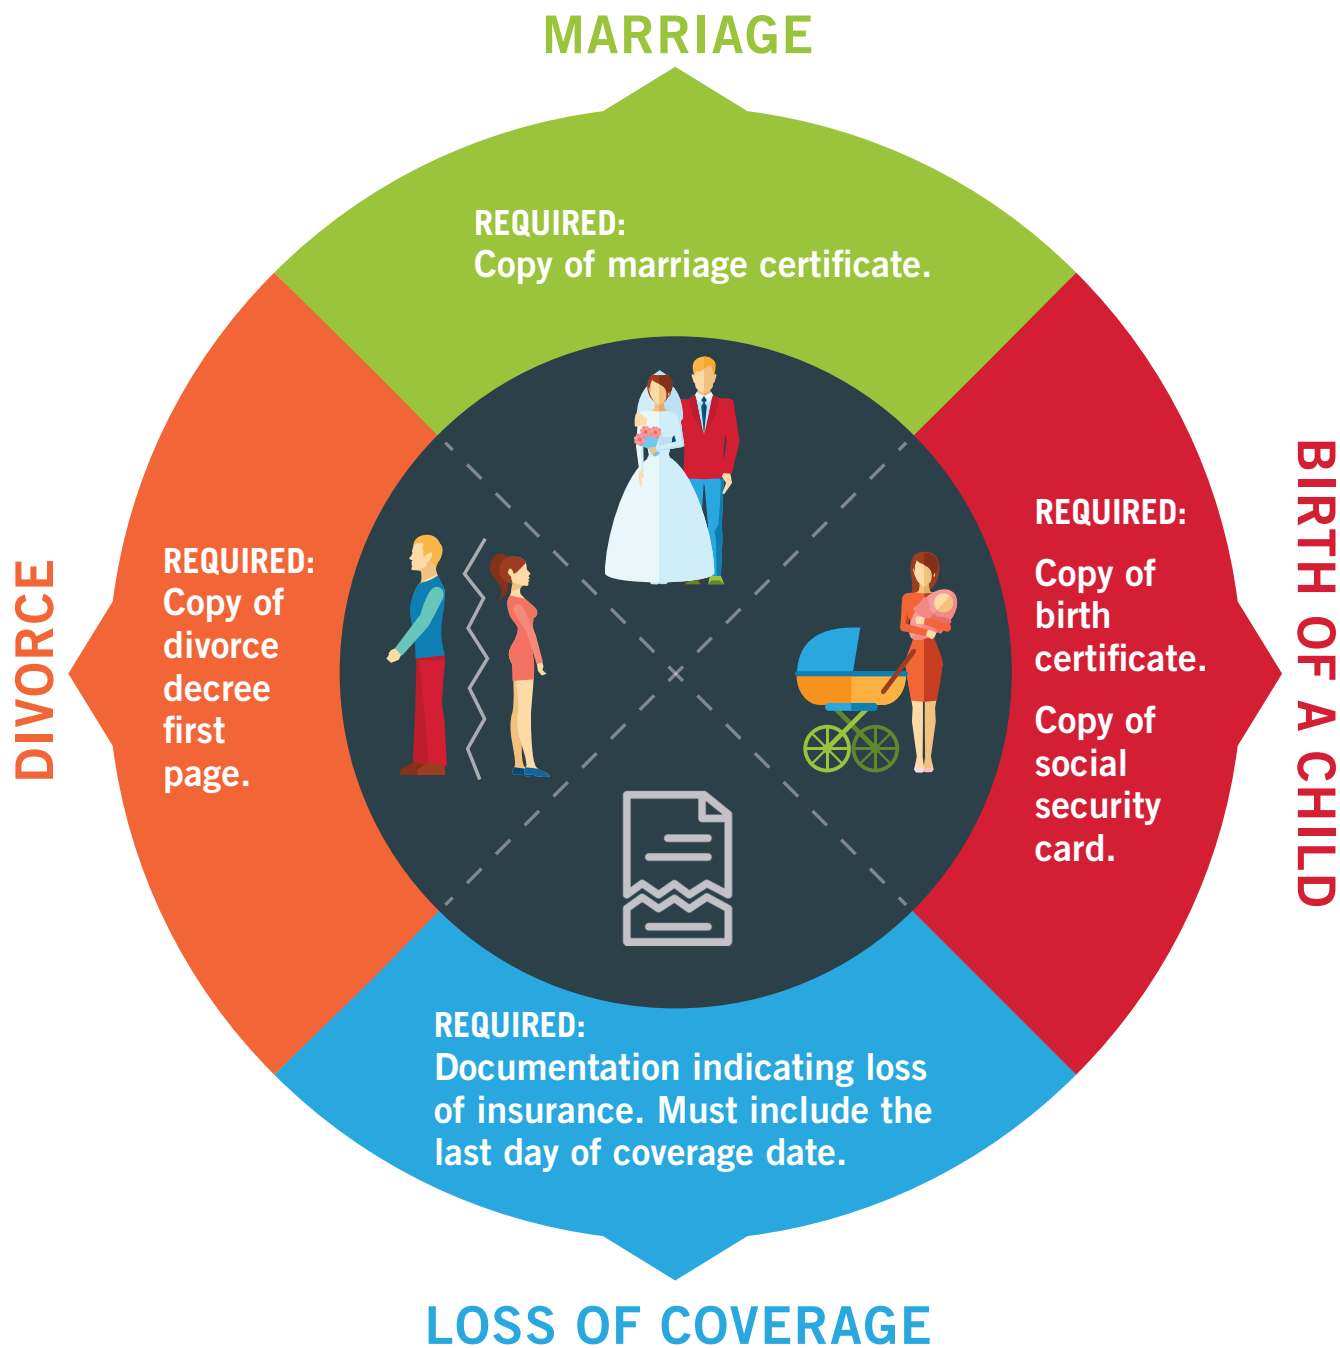 MARRIAGE
REQUIRED:
Copy of marriage certificate.
DIVORCE
REQUIRED:
Copy of
divorce
decree
first
page.
BIRTH OF A CHILD
REQUIRED:
Copy of
birth
certificate.
Copy of
social
security
card.
REQUIRED:
Documentation indicating loss
of insurance. Must include the
last day of coverage date.
LOSS OF COVERAGE